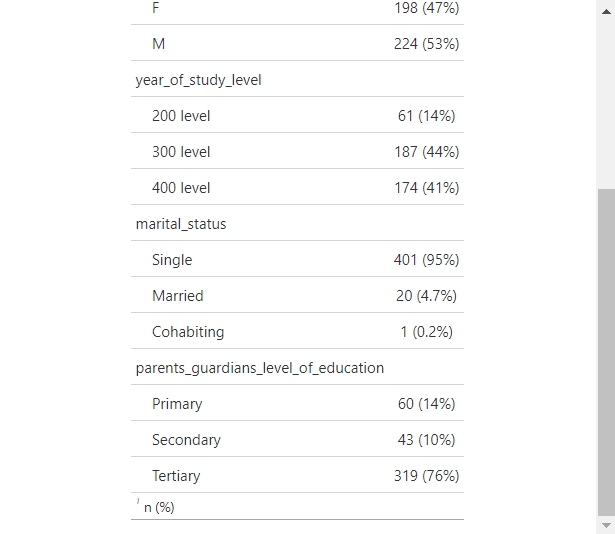 F 198 (47%)
M 224 (53%)
year_of_study_level
200 level 61 (14%)
300 level 187 (44%)
400 level 174 (41%)
marital_status
Single 401 (95%)
Married 20 (4.7%)
Cohabiting 1 (0.2%)
parents_guardians_level_of_education
Primary 60 (14%)
Secondary 43 (10%)
Tertiary 319 (76%)
1 n (%)